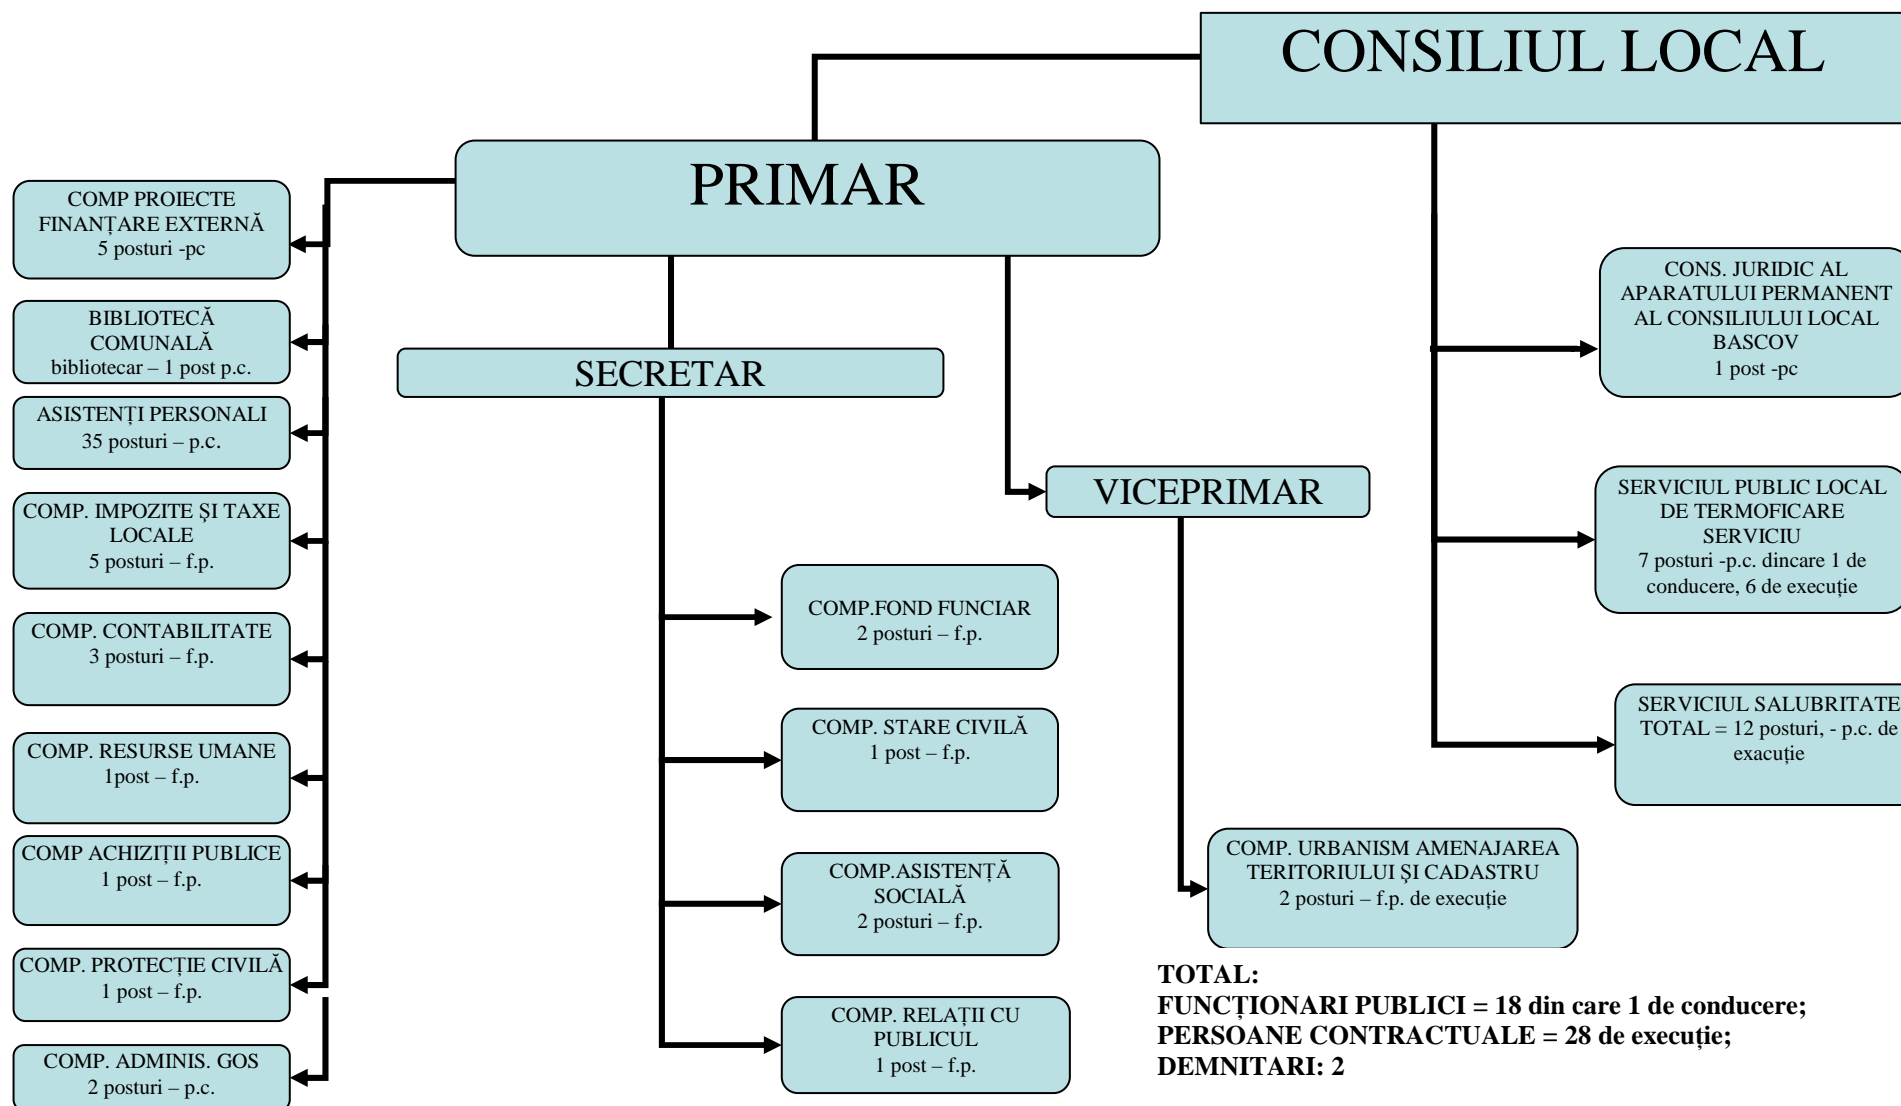 CONSILIUL LOCAL
PRIMAR
COMP PROIECTE
FINANȚARE EXTERNĂ
5 posturi -pc
BIBLIOTECĂ
COMUNALĂ
bibliotecar – 1 post p.c.
ASISTENȚI PERSONALI
35 posturi – p.c.
COMP. IMPOZITE ŞI TAXE
LOCALE
5 posturi – f.p.
COMP. CONTABILITATE
3 posturi – f.p.
COMP. RESURSE UMANE
1post – f.p.
COMP ACHIZIȚII PUBLICE
1 post – f.p.
COMP. PROTECȚIE CIVILĂ
1 post – f.p.
COMP. ADMINIS. GOS
2 posturi – p.c.
SECRETAR
COMP.FOND FUNCIAR
2 posturi – f.p.
COMP. STARE CIVILĂ
1 post – f.p.
COMP.ASISTENȚĂ
SOCIALĂ
2 posturi – f.p.
COMP. RELAȚII CU
PUBLICUL
1 post – f.p.
VICEPRIMAR
COMP. URBANISM AMENAJAREA
TERITORIULUI ŞI CADASTRU
2 posturi – f.p. de execuție
CONS. JURIDIC AL
APARATULUI PERMANENT
AL CONSILIULUI LOCAL
BASCOV
1 post -pc
SERVICIUL PUBLIC LOCAL
DE TERMOFICARE
SERVICIU
7 posturi -p.c. dincare 1 de
conducere, 6 de execuție
SERVICIUL SALUBRITATE
TOTAL = 12 posturi, - p.c. de
exacuție
TOTAL:
FUNCȚIONARI PUBLICI = 18 din care 1 de conducere;
PERSOANE CONTRACTUALE = 28 de execuție;
DEMNITARI: 2